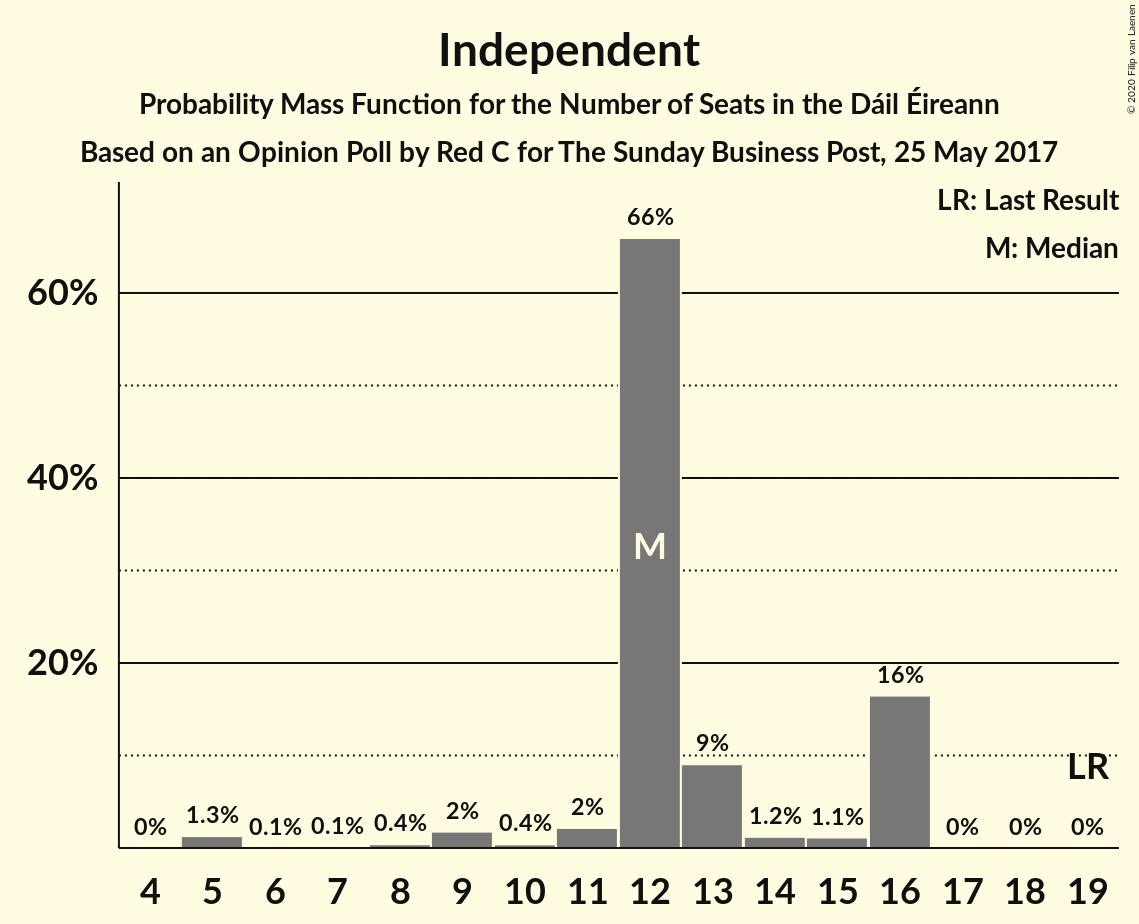 Independent
Probability Mass Function for the Number of Seats in the Dáil Éireann
Based on an Opinion Poll by Red C for The Sunday Business Post, 25 May 2017
© 2020 Filip van Laenen
LR: Last Result
M: Median
60%
40%
20%
0%
1.3%
0.1%
0.1%
0.4%
2%
0.4%
2%
66%
M
9%
1.2%
1.1%
16%
0%
0%
0%
LR
4 5 6 7 8 9 10 11 12 13 14 15 16 17 18 19